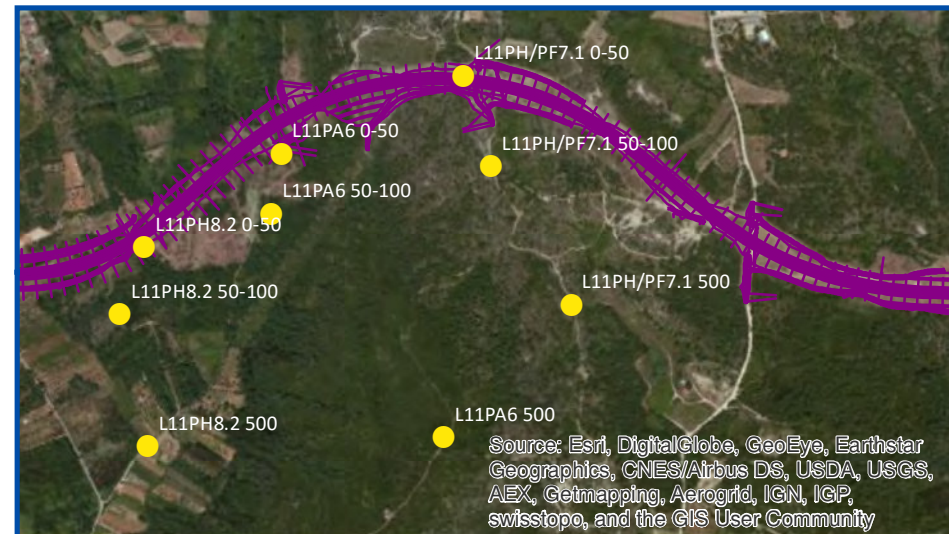 L11PH/PF7.1 0-50
L11PA6 0-50
L11PH/PF7.1 50-100
L11PA6 50-100
L11PH8.2 0-50
L11PH8.2 50-100
L11PH/PF7.1 500
L11PH8.2 500
L11PA6 500
Source: Esri, DigitalGlobe, GeoEye, Earthstar
Geographics, CNES/Airbus DS, USDA, USGS,
AEX, Getmapping, Aerogrid, IGN, IGP,
swisstopo, and the GIS User Community